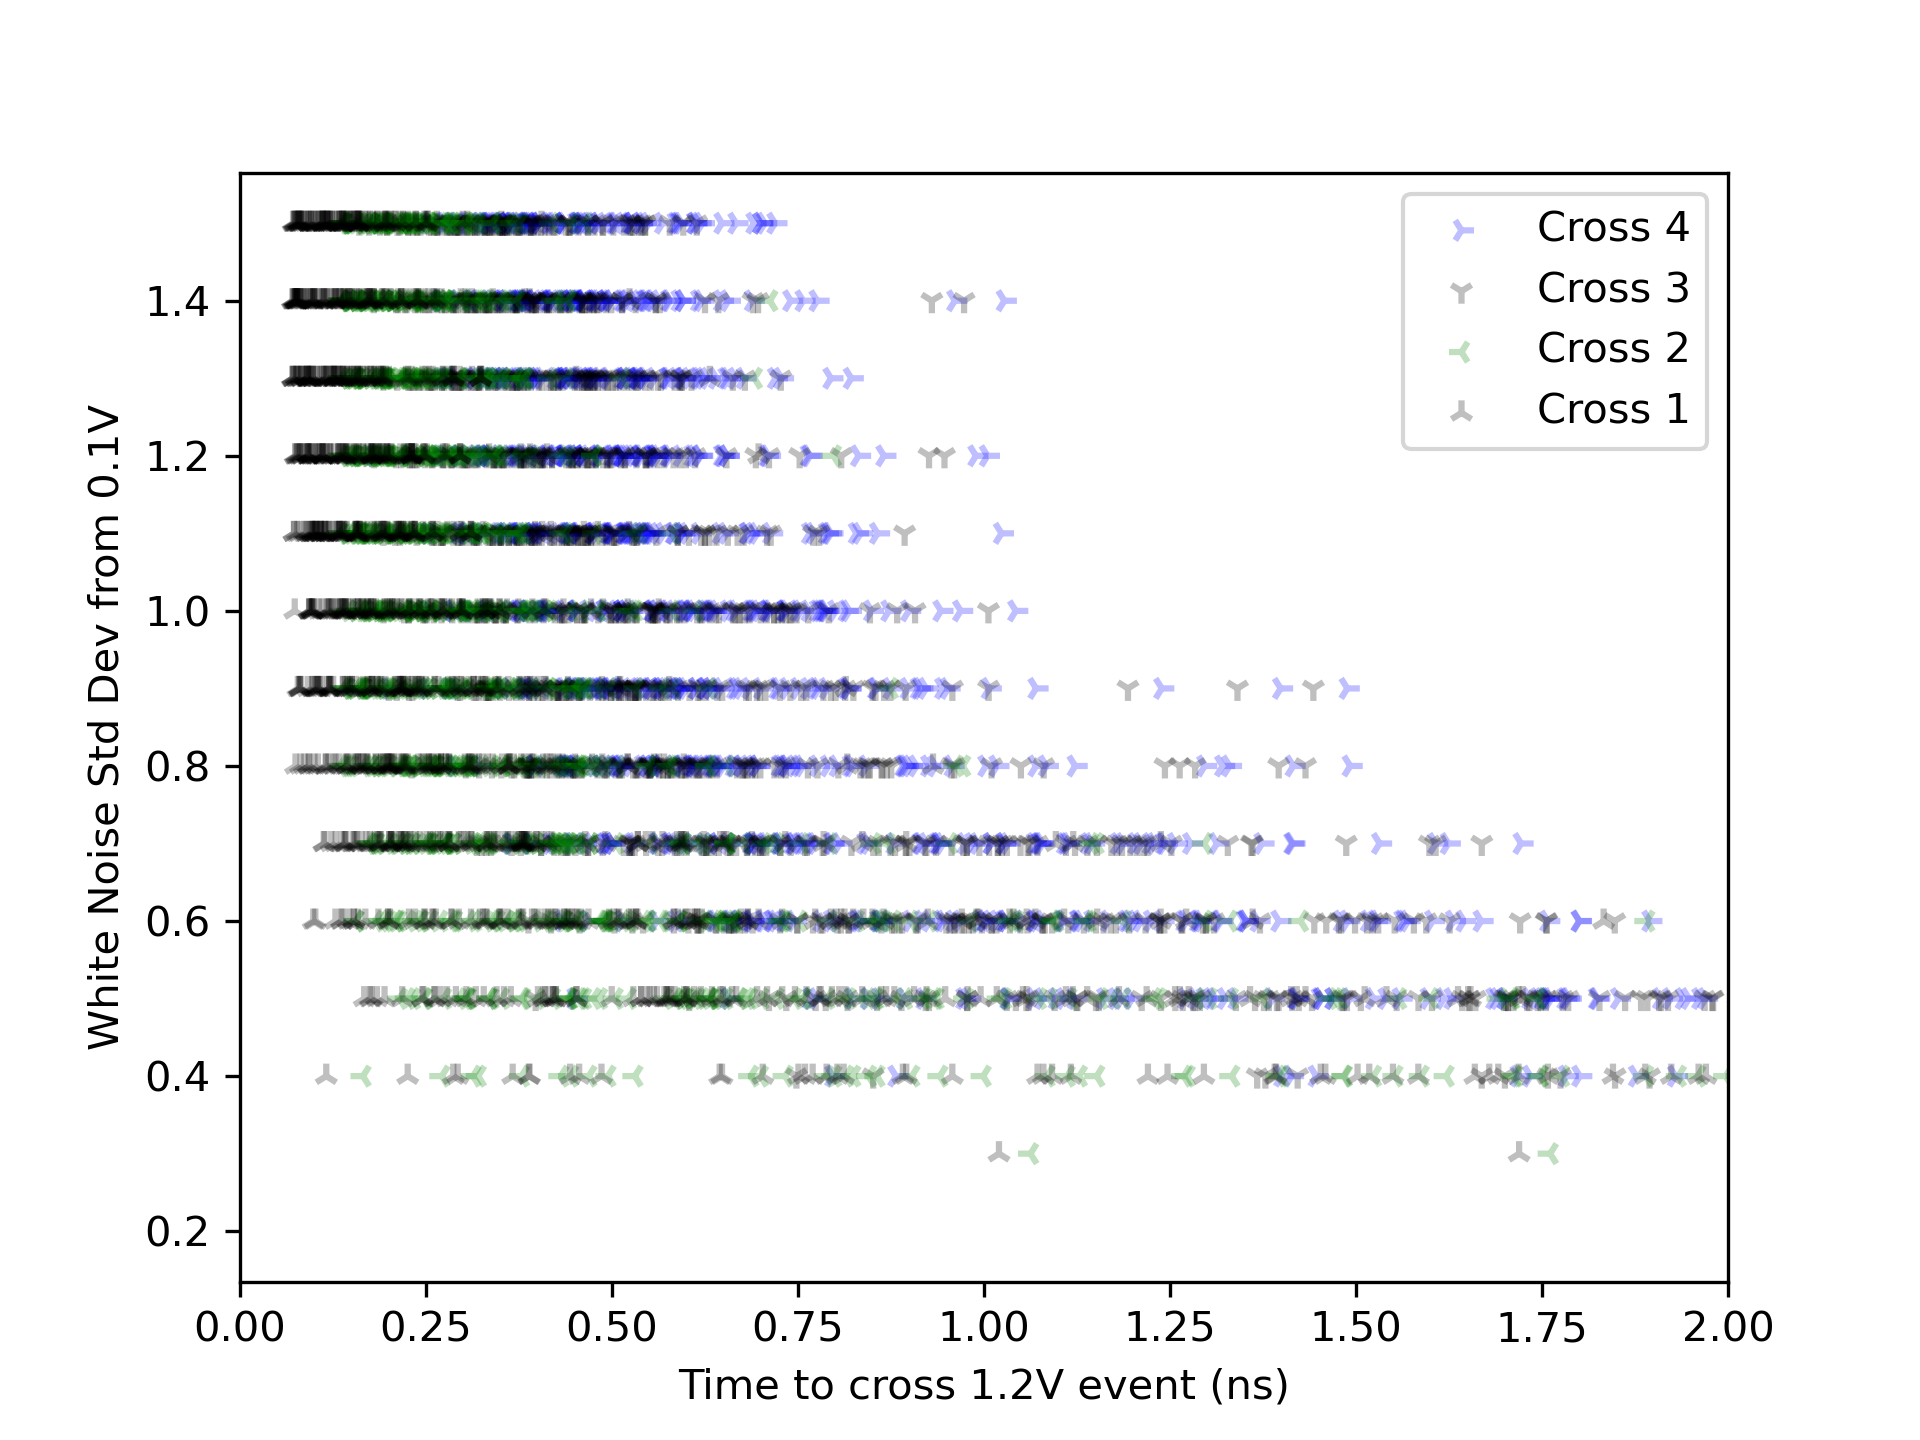 Cross 4
Cross 3
Cross 2
Cross 1
White Noise Std Dev from 0.1V
1.4
1.2
1.0
0.8
0.6
0.4
0.2
0.00 0.25 0.50 0.75 1.00 1.25 1.50 1.75 2.00
Time to cross 1.2V event (ns)